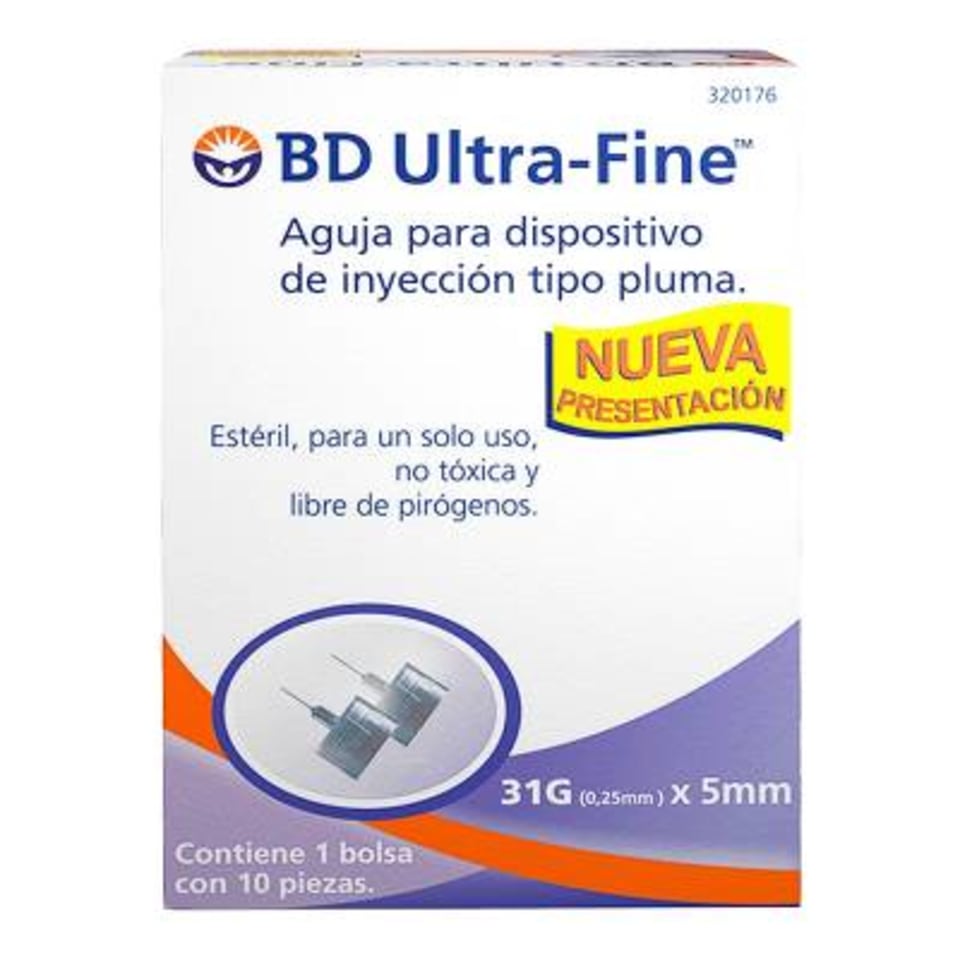 320176
BD Ultra-Fine™
Aguja para dispositivo
de inyección tipo pluma.
NUEVA
PRESENTACIÓN
Estéril, para un solo uso,
no tóxica y
libre de pirógenos.
31G (0,25mm) x 5mm
Contiene 1 bolsa
con 10 piezas.